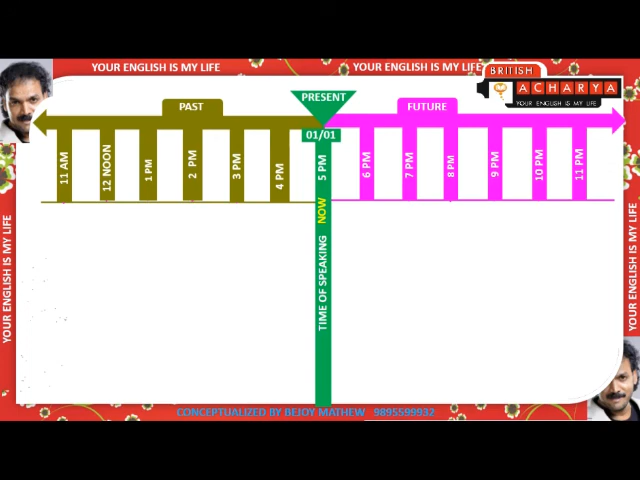 YOUR ENGLISH IS MY LIFE
YOUR ENGLISH IS MY LIFE
BRITISH
ACHARYA
YOUR ENGLISH IS MY LIFE
PAST
PRESENT
FUTURE
01/01
11 AM
12 NOON
1 PM
2 PM
3 PM
4 PM
5 PM
6 PM
7 PM
8 PM
9 PM
10 PM
11 PM
TIME OF SPEAKING NOW
YOUR ENGLISH IS MY LIFE
YOUR ENGLISH IS MY LIFE
CONCEPTUALIZED BY BEJOY MATHEW 9895599932